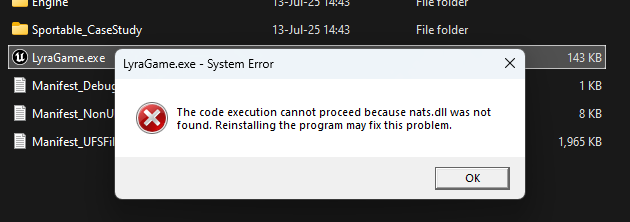 Engine 13-Jul-25 14:43 File folder
Sportable_CaseStudy 13-Jul-25 14:43 File folder
LyraGame.exe 143 KB
LyraGame.exe - System Error
Manifest_Debug 1 KB
The code execution cannot proceed because nats.dll was not
found. Reinstalling the program may fix this problem.
Manifest_NonU 8 KB
Manifest_UFSFil 1,965 KB
OK